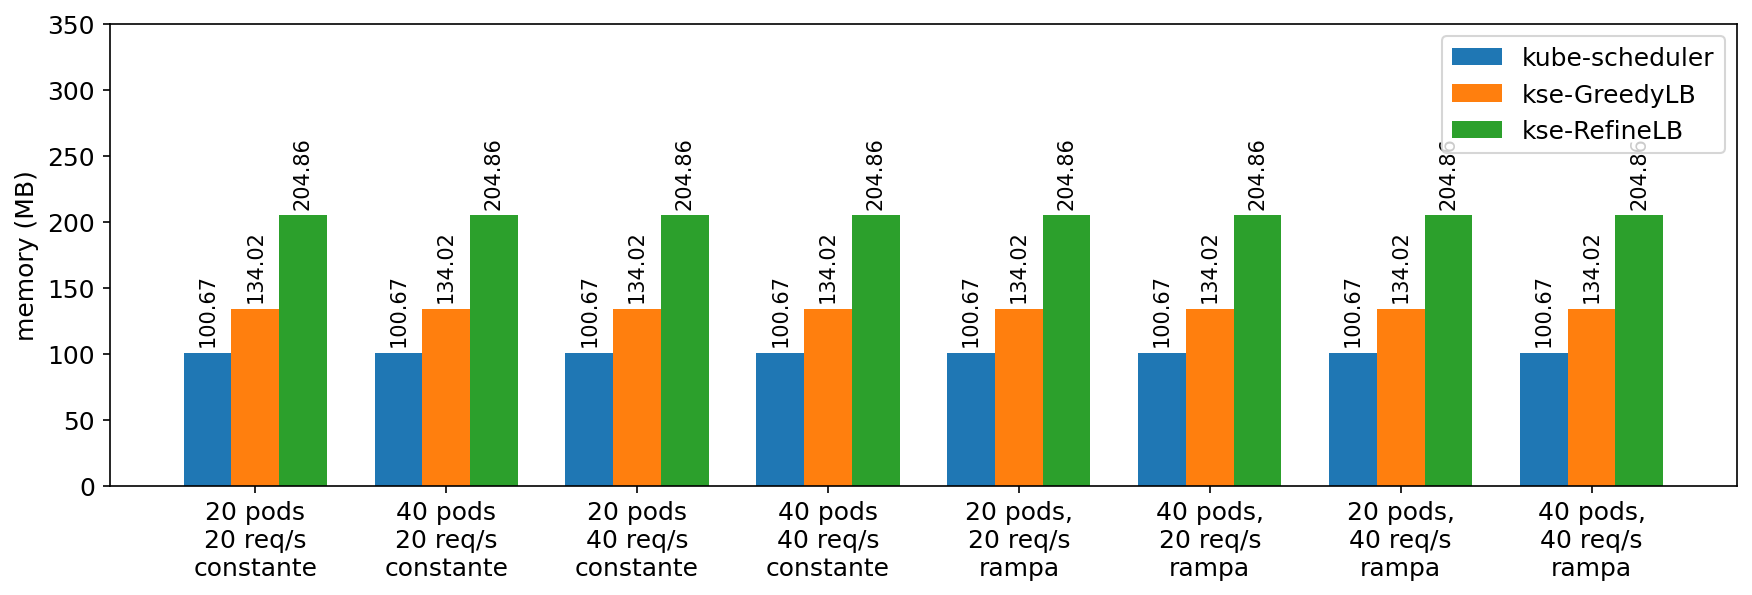 memory (MB)
350
300
250
200
150
100
50
0
kube-scheduler
kse-GreedyLB
kse-RefineLB
100.67
134.02
204.86
100.67
134.02
204.86
100.67
134.02
204.86
100.67
134.02
204.86
100.67
134.02
204.86
100.67
134.02
204.86
100.67
134.02
204.86
100.67
134.02
204.86
20 pods
20 req/s
constante
40 pods
20 req/s
constante
20 pods
40 req/s
constante
40 pods
40 req/s
constante
20 pods,
20 req/s
rampa
40 pods,
20 req/s
rampa
20 pods,
40 req/s
rampa
40 pods,
40 req/s
rampa